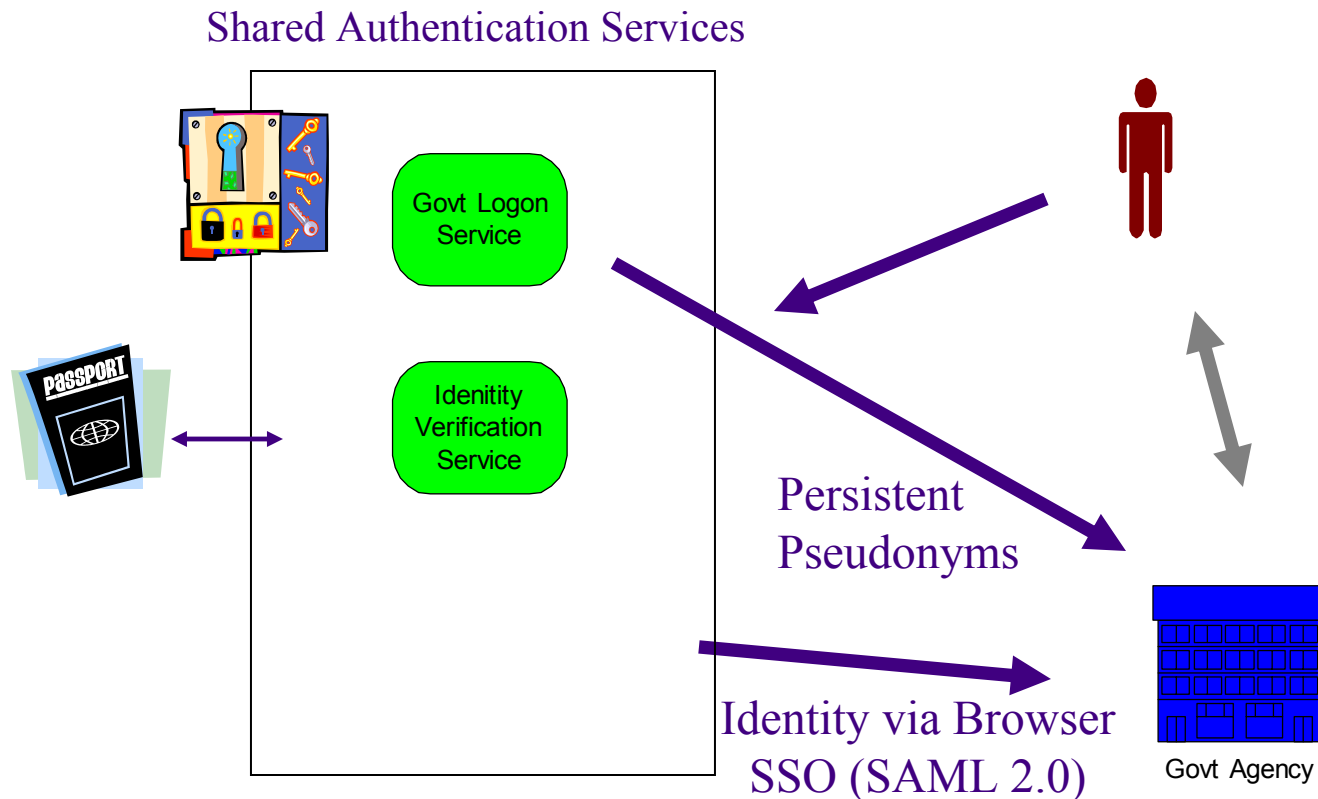 Shared Authentication Services
Govt Logon
Service
PASSPORT
Idenitity
Verification
Service
Persistent
Pseudonyms
Identity via Browser
SSO (SAML 2.0)
Govt Agency